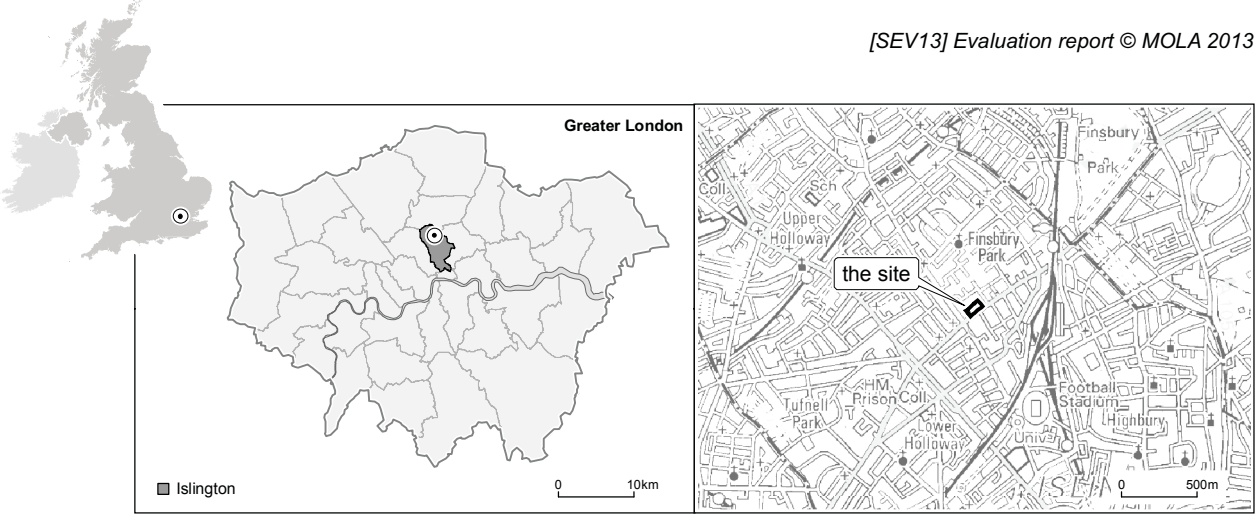 [SEV13] Evaluation report © MOLA 2013
Greater London
Islington
0 10km
Finsbury
Park
Coll
Sch
Upper
Holloway
Finsbury
Park
the site
HM
Prison
Coll
Tufnell
Park
Lower
Holloway
Football
Stadium
Highbury
Univ
0 500m